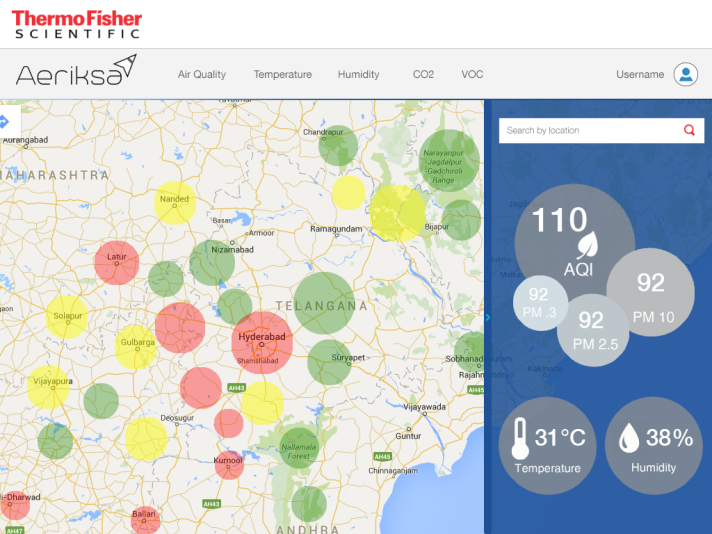 ThermoFisher
SCIENTIFIC
Aeriksa
Air Quality
Temperature
Humidity
CO2
VOC
Username
Search by location
110
AQI
92
PM .3
92
PM 2.5
92
PM 10
31°C
Temperature
38%
Humidity
Aurangabad
MAHARASHTRA
Chandrapur
Narayanpur
-Jagdalpur
-Gadchiroli
Range
Nanded
Basar
Armoor
Nizamabad
Ramagundam
Bijapur
Latur
TELANGANA
Solapur
Gulbarga
Hyderabad
Shamshabad
Suryapet
Vijayapura
AH43
Deosugur
Vijayawada
Guntur
AH45
Nallamala
Forest
Kurnool
AH45
Chinnaganjam
AH43
li-Dharwad
Ballari
AH47
ANDHRA
Kakinada